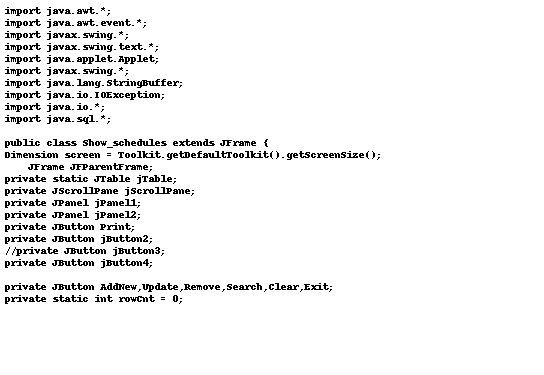 import java.awt.*;
import java.awt.event.*;
import javax.swing.*;
import javax.swing.text.*;
import java.applet.Applet;
import javax.swing.*;
import java.lang.StringBuffer;
import java.io.IOException;
import java.io.*;
import java.sql.*;
public class Show_schedules extends JFrame {
Dimension screen = Toolkit.getDefaultToolkit().getScreenSize();
JFrame JFParentFrame;
private static JTable jTable;
private JScrollPane jScrollPane;
private JPanel jPanel1;
private JPanel jPanel2;
private JButton Print;
private JButton jButton2;
//private JButton jButton3;
private JButton jButton4;
private JButton AddNew,Update,Remove,Search,Clear,Exit;
private static int rowCnt = 0;